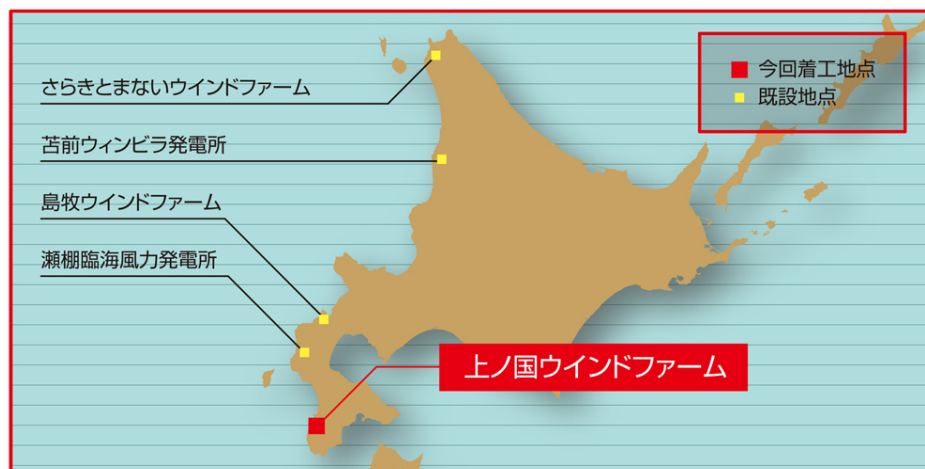 さらきとまないウインドファーム
苫前ウィンビラ発電所
島牧ウインドファーム
瀬棚臨海風力発電所
今回着工地点
既設地点
上ノ国ウインドファーム